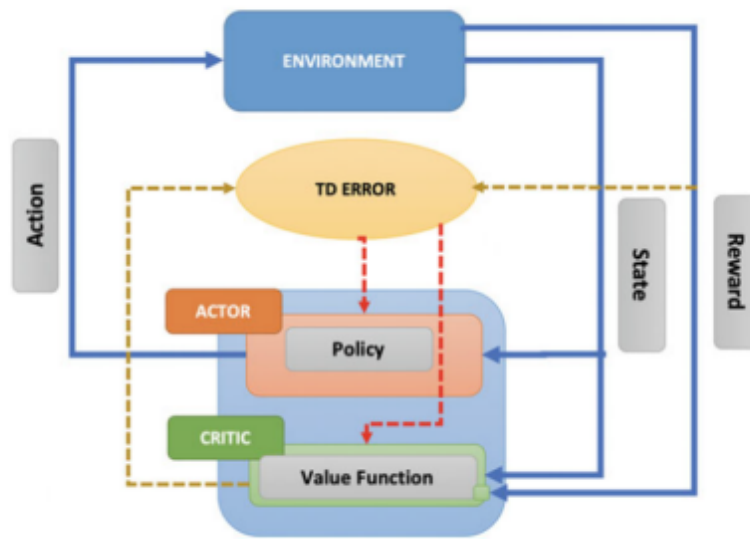 ENVIRONMENT
TD ERROR
Action
State
Reward
ACTOR
Policy
CRITIC
Value Function